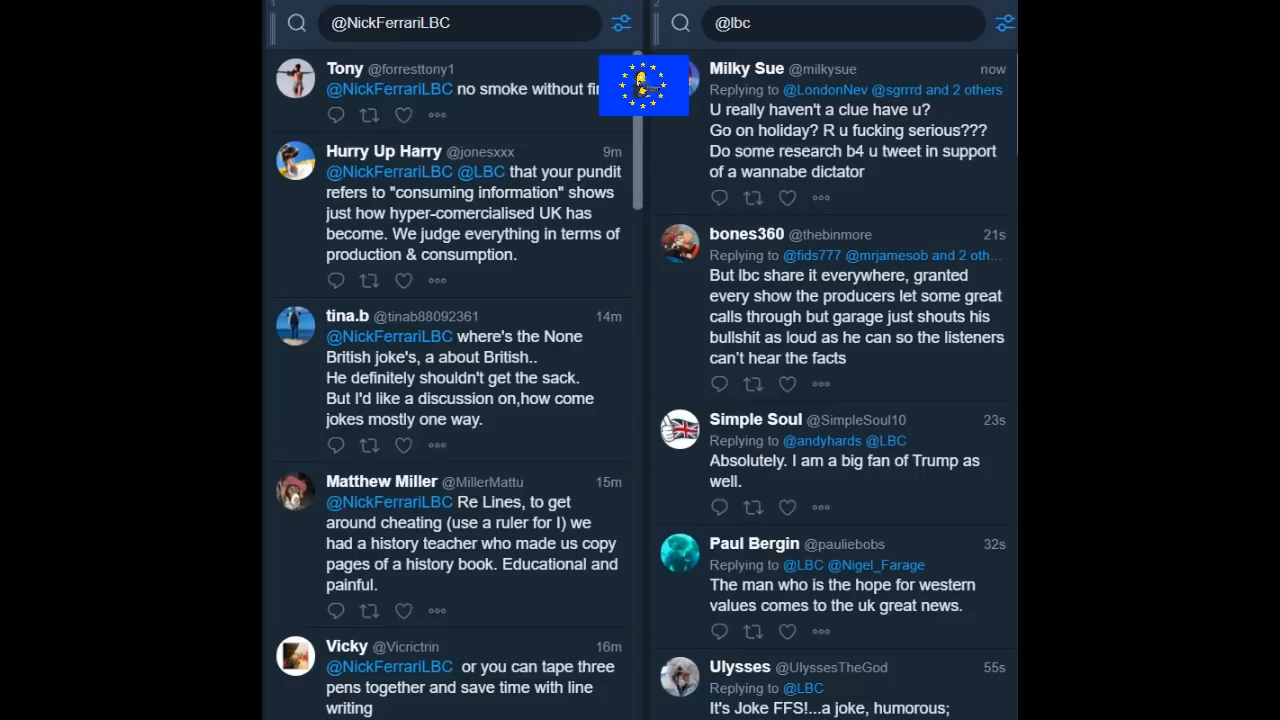 1
@NickFerrariLBC
Tony @forresttony1
@NickFerrariLBC no smoke without fi
Hurry Up Harry @jonesxxx 9m
@NickFerrariLBC @LBC that your pundit
refers to "consuming information" shows
just how hyper-comercialised UK has
become. We judge everything in terms of
production & consumption.
tina.b @tinab88092361 14m
@NickFerrariLBC where's the None
British joke's, a about British..
He definitely shouldn't get the sack.
But I'd like a discussion on,how come
jokes mostly one way.
Matthew Miller @MillerMattu 15m
@NickFerrariLBC Re Lines, to get
around cheating (use a ruler for I) we
had a history teacher who made us copy
pages of a history book. Educational and
painful.
Vicky @Vicrictrin 16m
@NickFerrariLBC or you can tape three
pens together and save time with line
writing
2
@lbc
Milky Sue @milkysue now
Replying to @LondonNev @sgrrrd and 2 others
U really haven't a clue have u?
Go on holiday? R u fucking serious???
Do some research b4 u tweet in support
of a wannabe dictator
bones360 @thebinmore 21s
Replying to @fids777 @mrjamesob and 2 oth...
But lbc share it everywhere, granted
every show the producers let some great
calls through but garage just shouts his
bullshit as loud as he can so the listeners
can't hear the facts
Simple Soul @SimpleSoul10 23s
Replying to @andyhards @LBC
Absolutely. I am a big fan of Trump as
well.
Paul Bergin @pauliebobs 32s
Replying to @LBC @Nigel_Farage
The man who is the hope for western
values comes to the uk great news.
Ulysses @UlyssesTheGod 55s
Replying to @LBC
It's Joke FFS!...a joke, humorous;